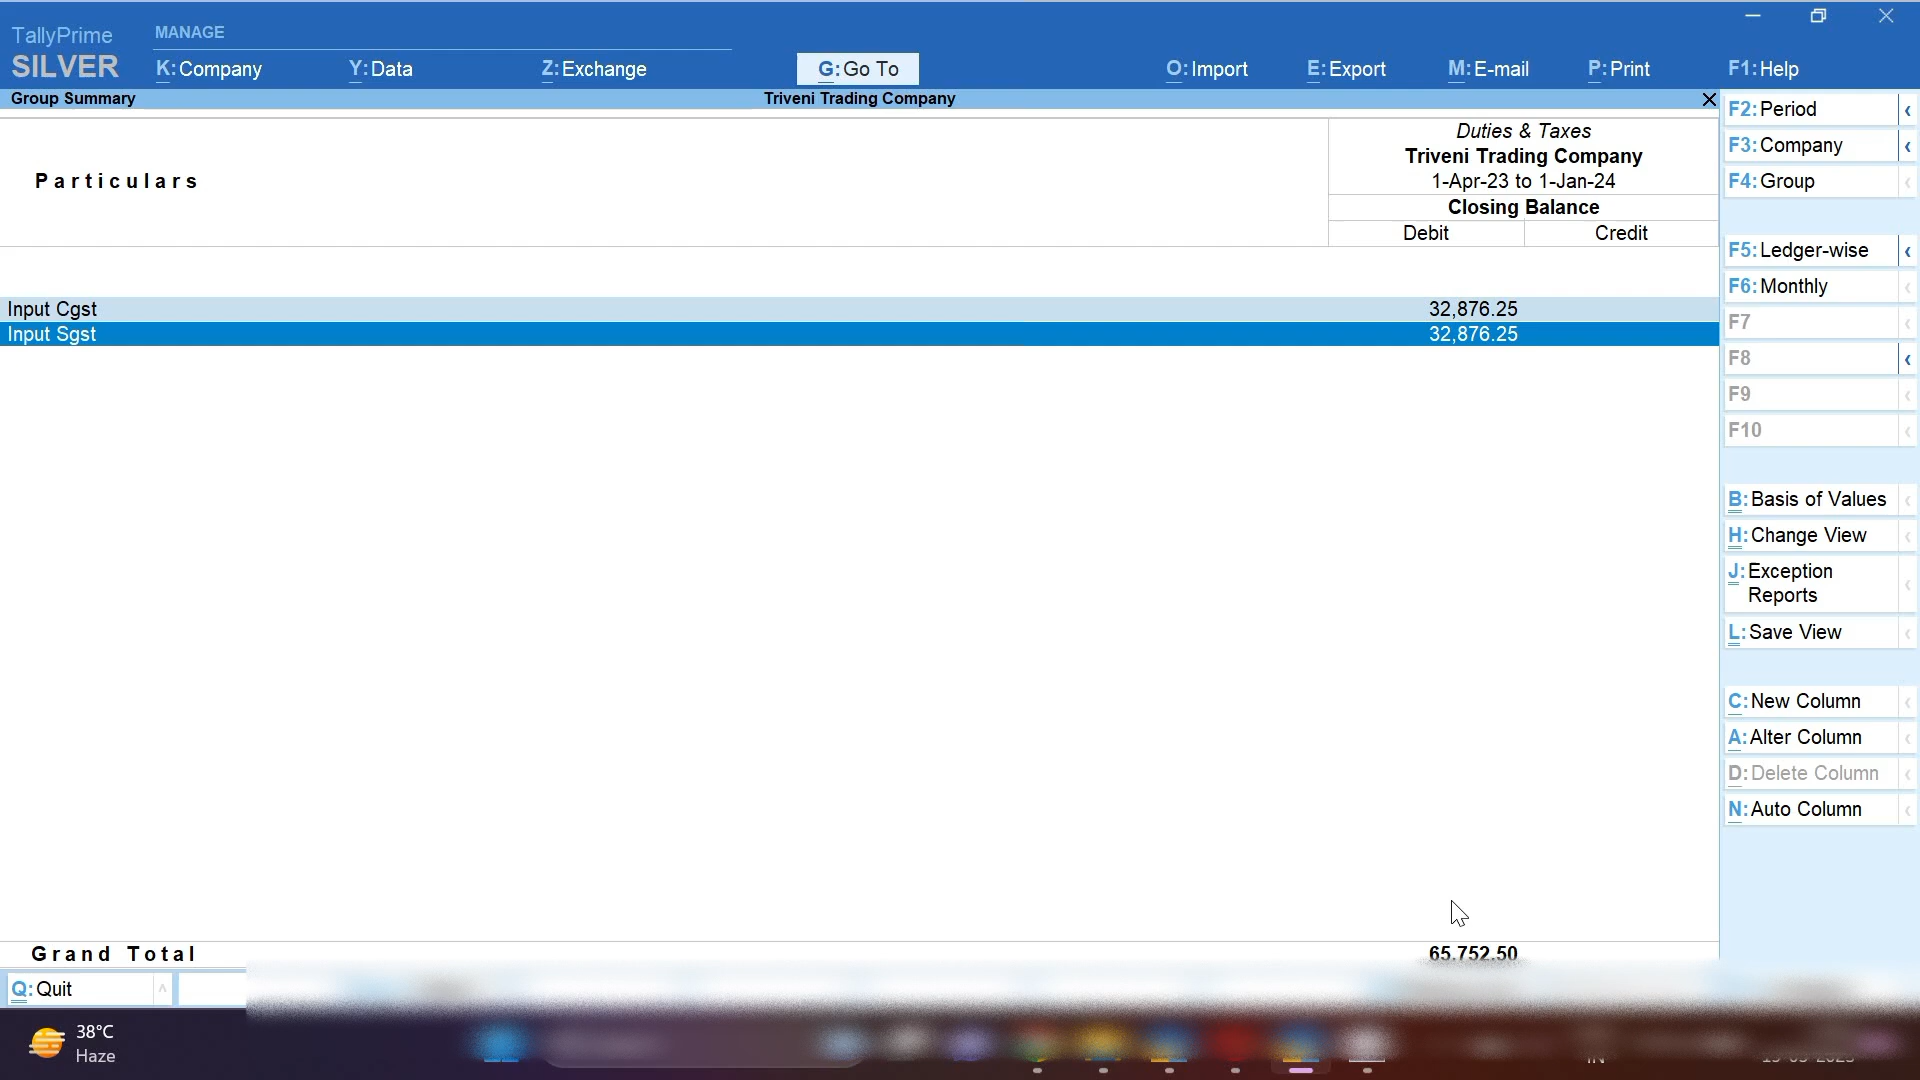 TallyPrime
SILVER
MANAGE
K:Company
Y:Data
Z:Exchange
G:Go To
O:Import
E:Export
M:E-mail
P:Print
F1:Help
Group Summary
Triveni Trading Company
Particulars
Duties & Taxes
Triveni Trading Company
1-Apr-23 to 1-Jan-24
Closing Balance
Debit Credit
Input Cgst 32,876.25
Input Sgst 32,876.25
Grand Total 65,752.50
Q:Quit
F2:Period
F3:Company
F4:Group
F5:Ledger-wise
F6:Monthly
F7
F8
F9
F10
B:Basis of Values
H:Change View
J:Exception
Reports
L:Save View
C:New Column
A:Alter Column
D:Delete Column
N:Auto Column
38°C
Haze